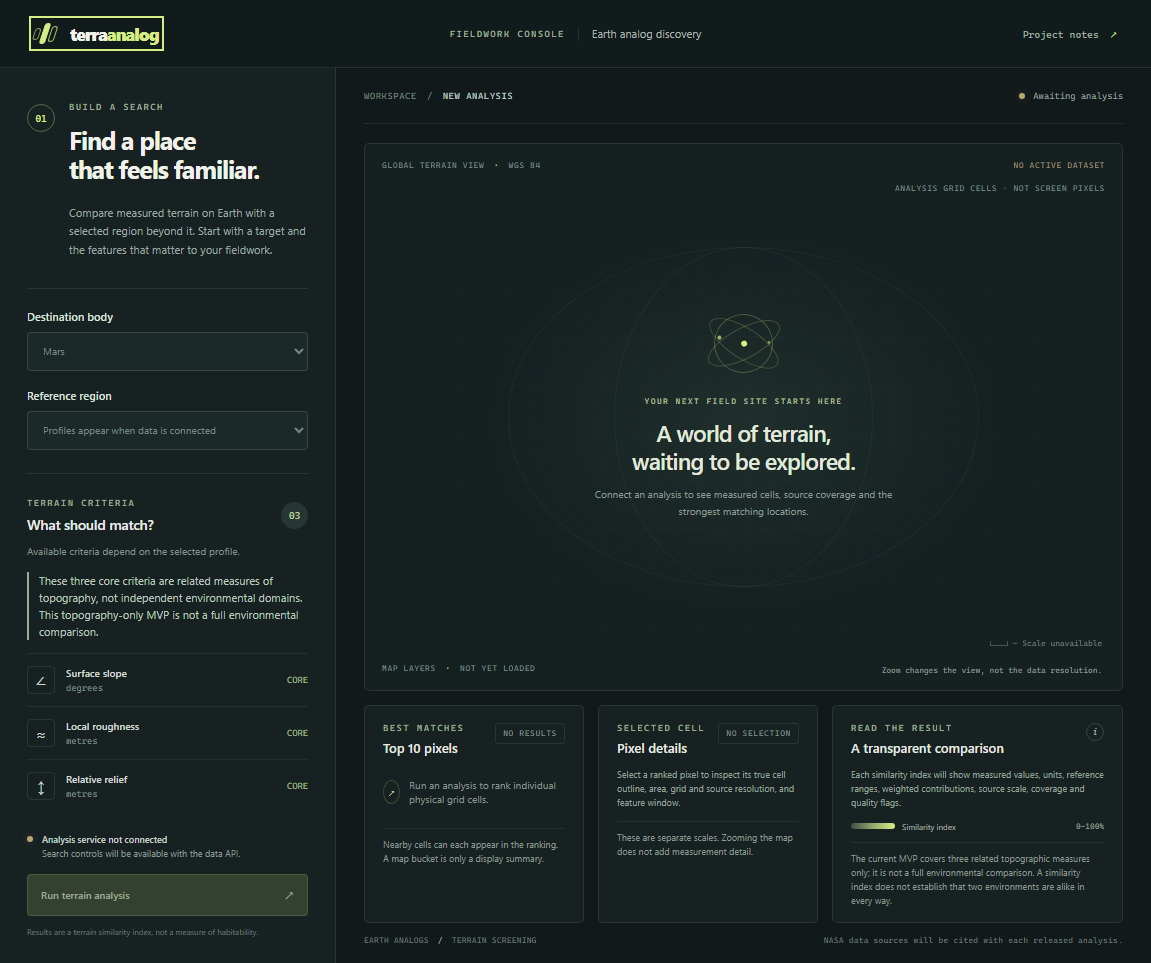 terraanalog
FIELDWORK CONSOLE
Earth analog discovery
Project notes ↗
01
BUILD A SEARCH
Find a place
that feels familiar.
Compare measured terrain on Earth with a
selected region beyond it. Start with a target and
the features that matter to your fieldwork.
Destination body
Mars
Reference region
Profiles appear when data is connected
TERRAIN CRITERIA
What should match?
03
Available criteria depend on the selected profile.
These three core criteria are related measures of
topography, not independent environmental domains.
This topography-only MVP is not a full environmental
comparison.
∠
Surface slope
degrees
CORE
≈
Local roughness
metres
CORE
↕
Relative relief
metres
CORE
Analysis service not connected
Search controls will be available with the data API.
Run terrain analysis ↗
Results are a terrain similarity index, not a measure of habitability.
WORKSPACE / NEW ANALYSIS
Awaiting analysis
GLOBAL TERRAIN VIEW · WGS 84
NO ACTIVE DATASET
ANALYSIS GRID CELLS · NOT SCREEN PIXELS
YOUR NEXT FIELD SITE STARTS HERE
A world of terrain,
waiting to be explored.
Connect an analysis to see measured cells, source coverage and the
strongest matching locations.
— Scale unavailable
MAP LAYERS · NOT YET LOADED
Zoom changes the view, not the data resolution.
BEST MATCHES
Top 10 pixels
NO RESULTS
↗
Run an analysis to rank individual
physical grid cells.
Nearby cells can each appear in the ranking.
A map bucket is only a display summary.
SELECTED CELL
Pixel details
NO SELECTION
Select a ranked pixel to inspect its true cell
outline, area, grid and source resolution, and
feature window.
These are separate scales. Zooming the map
does not add measurement detail.
READ THE RESULT
A transparent comparison
i
Each similarity index will show measured values, units, reference
ranges, weighted contributions, source scale, coverage and
quality flags.
Similarity index
0–100%
The current MVP covers three related topographic measures
only; it is not a full environmental comparison. A similarity
index does not establish that two environments are alike in
every way.
EARTH ANALOGS / TERRAIN SCREENING
NASA data sources will be cited with each released analysis.